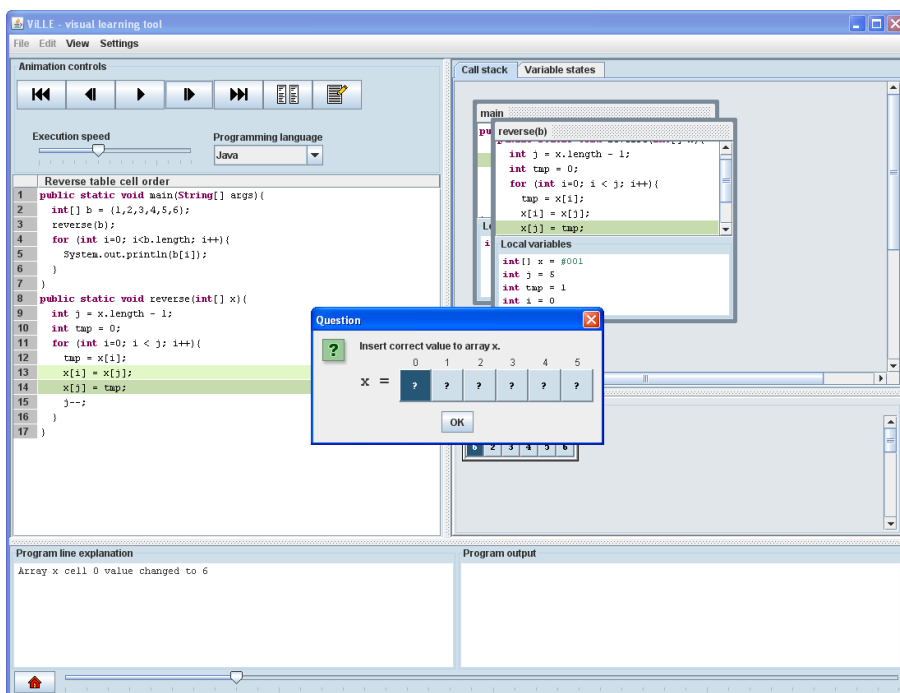 ViLLE - visual learning tool
File Edit View Settings
Animation controls
Execution speed
Programming language
Java
Reverse table cell order
1 public static void main(String[] args){
2 int[] b = {1,2,3,4,5,6};
3 reverse(b);
4 for (int i=0; i<b.length; i++){
5 System.out.println(b[i]);
6 }
7 }
8 public static void reverse(int[] x){
9 int j = x.length - 1;
10 int tmp = 0;
11 for (int i=0; i < j; i++){
12 tmp = x[i];
13 x[i] = x[j];
14 x[j] = tmp;
15 j--;
16 }
17 }
Call stack Variable states
main
pu
reverse(b)
int j = x.length - 1;
int tmp = 0;
for (int i=0; i < j; i++){
tmp = x[i];
x[i] = x[j];
x[j] = tmp;
Local variables
int[] x = #001
int j = 5
int tmp = 1
int i = 0
Question
Insert correct value to array x.
0 1 2 3 4 5
x = ? ? ? ? ? ?
OK
6 2 3 4 5 6
Program line explanation
Array x cell 0 value changed to 6
Program output